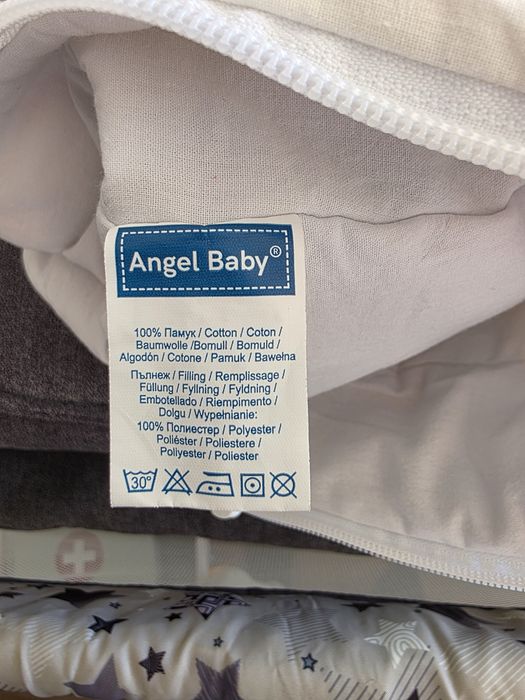 Angel Baby®
100% Памук / Cotton / Coton /
Baumwolle /Bomull / Bomuld /
Algodón / Cotone / Pamuk / Bawełna
Пълнеж / Filling / Remplissage /
Füllung / Fyllning / Fyldning /
Embotellado / Riempimento /
Dolgu / Wypełnianie:
100% Полиестер / Polyester /
Poliéster / Poliestere /
Poliyester / Poliester
30°